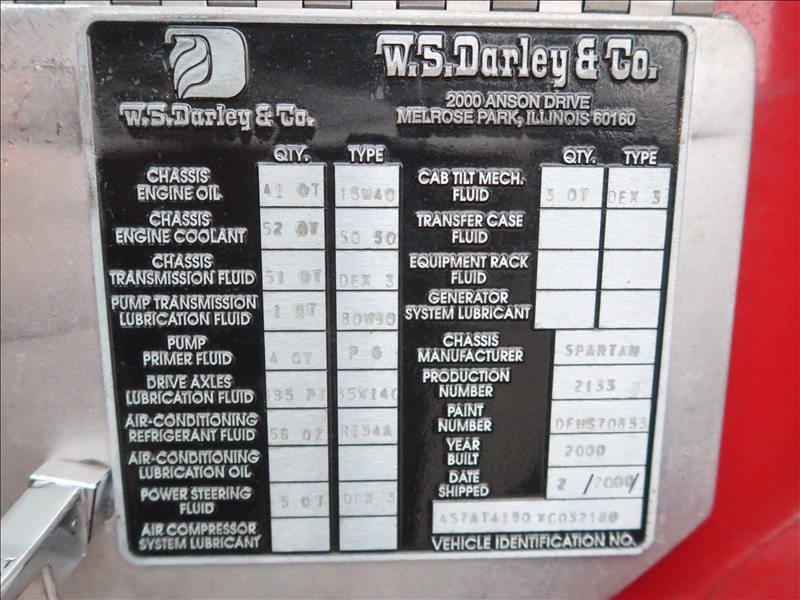 W.S.Darley & Co.
W.S.Darley & Co.
2000 ANSON DRIVE
MELROSE PARK, ILLINOIS 60160
QTY. TYPE
CHASSIS
ENGINE OIL 41 QT 15W40
CHASSIS
ENGINE COOLANT 52 QT 50 50
CHASSIS
TRANSMISSION FLUID 51 QT DEX 3
PUMP TRANSMISSION
LUBRICATION FLUID 1 QT 80W90
PUMP
PRIMER FLUID 4 QT P G
DRIVE AXLES
LUBRICATION FLUID PT
AIR-CONDITIONING
REFRIGERANT FLUID 56 OZ R134A
AIR-CONDITIONING
LUBRICATION OIL
POWER STEERING
FLUID 5 QT DEX 3
AIR COMPRESSOR
SYSTEM LUBRICANT
QTY. TYPE
CAB TILT MECH.
FLUID 3 QT DEX 3
TRANSFER CASE
FLUID
EQUIPMENT RACK
FLUID
GENERATOR
SYSTEM LUBRICANT
CHASSIS
MANUFACTURER SPARTAN
PRODUCTION
NUMBER 2133
PAINT
NUMBER
YEAR
BUILT 2000
DATE
SHIPPED 2 /2000/
4S7AT4190 XC032180
VEHICLE IDENTIFICATION NO.